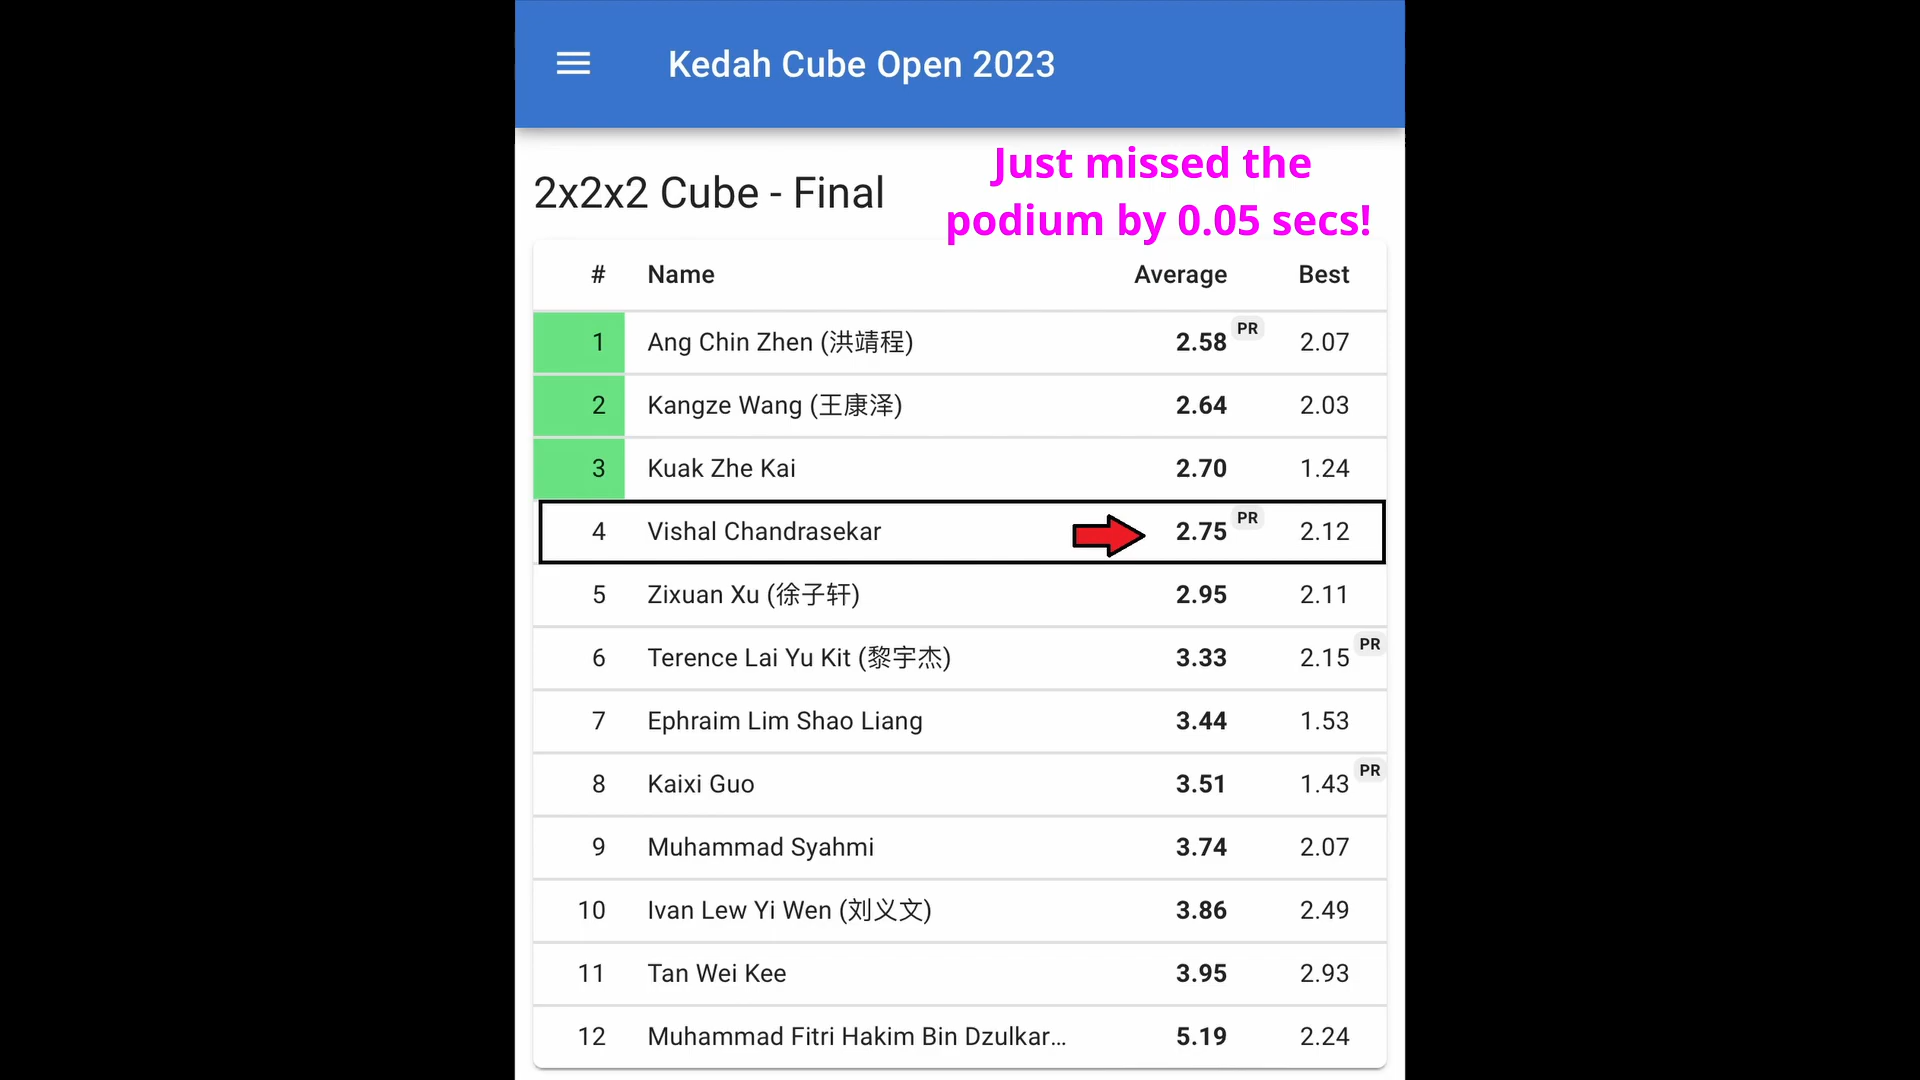 Kedah Cube Open 2023
Just missed the
podium by 0.05 secs!
2x2x2 Cube - Final
# Name Average Best
1 Ang Chin Zhen (洪靖程) 2.58 PR 2.07
2 Kangze Wang (王康泽) 2.64 2.03
3 Kuak Zhe Kai 2.70 1.24
4 Vishal Chandrasekar 2.75 PR 2.12
5 Zixuan Xu (徐子轩) 2.95 2.11
6 Terence Lai Yu Kit (黎宇杰) 3.33 2.15 PR
7 Ephraim Lim Shao Liang 3.44 1.53
8 Kaixi Guo 3.51 1.43 PR
9 Muhammad Syahmi 3.74 2.07
10 Ivan Lew Yi Wen (刘义文) 3.86 2.49
11 Tan Wei Kee 3.95 2.93
12 Muhammad Fitri Hakim Bin Dzulkar... 5.19 2.24